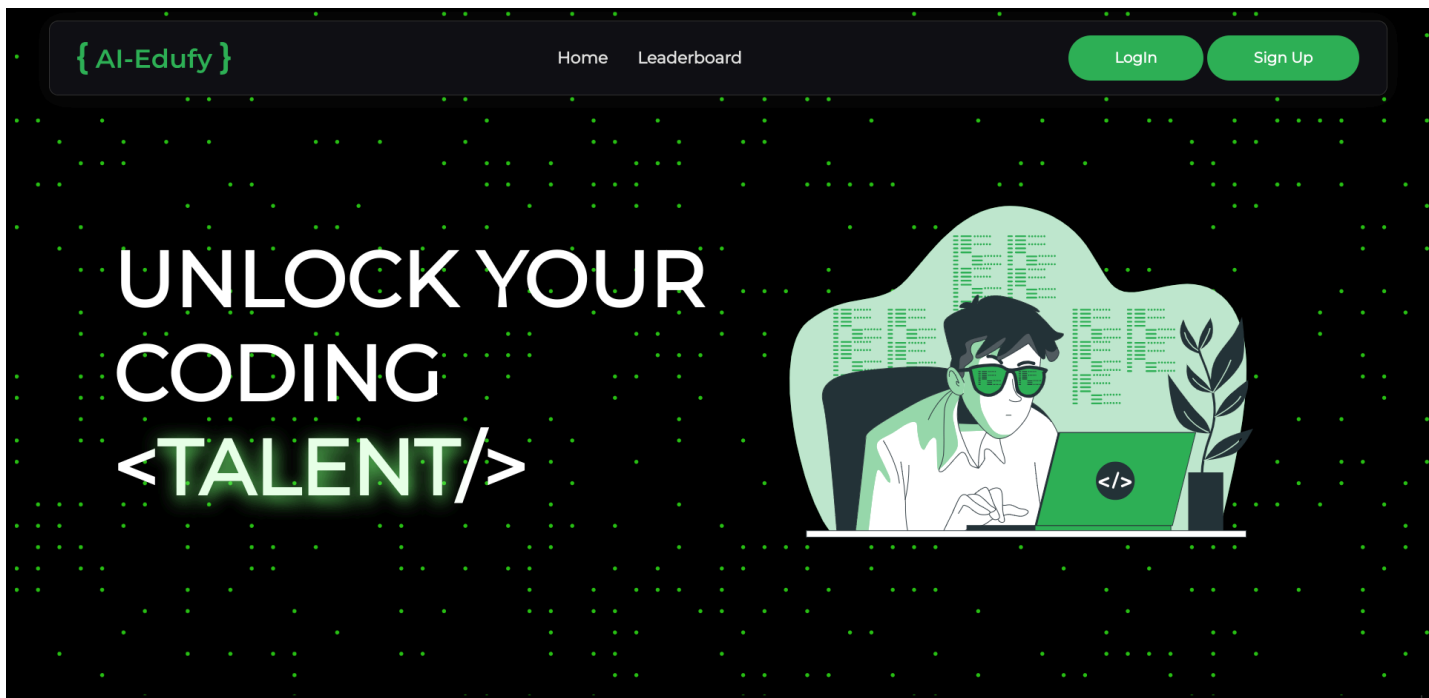 { AI-Edufy }
Home Leaderboard
LogIn Sign Up
UNLOCK YOUR
CODING
<TALENT/>
</>